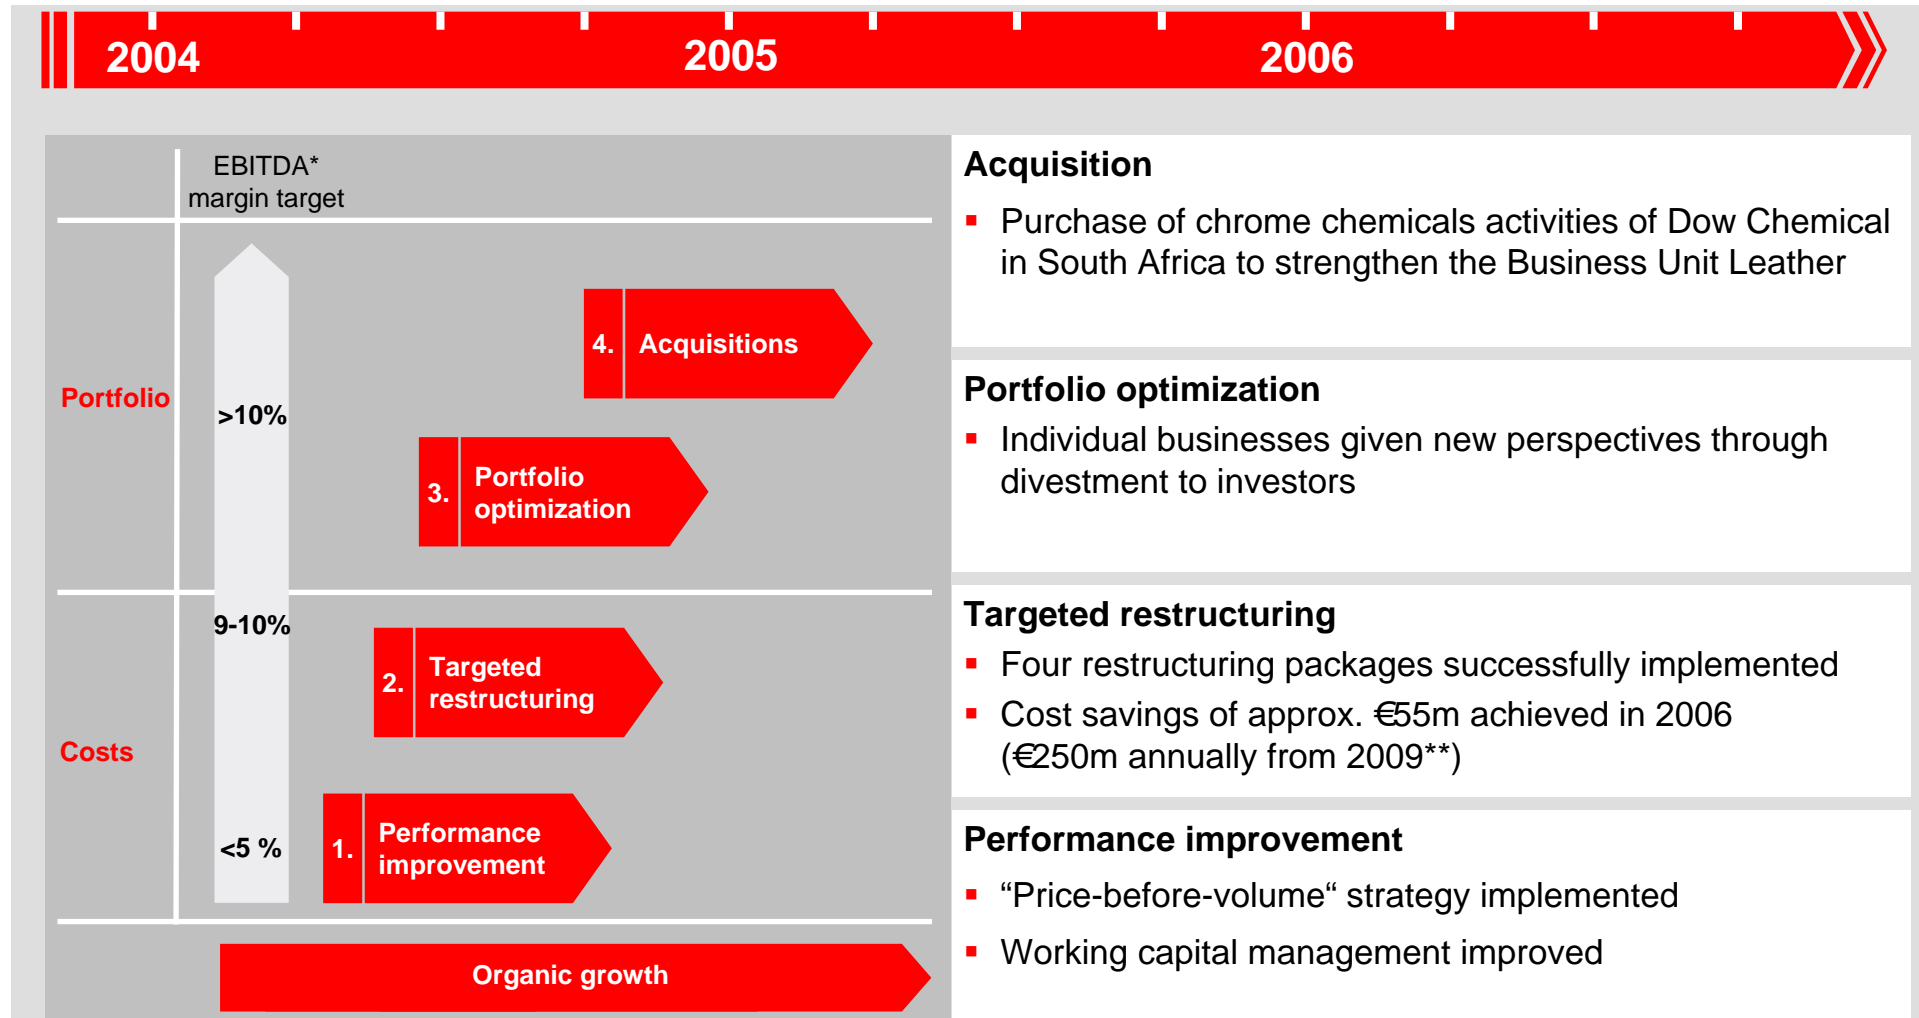 2004
2005
2006
EBITDA*
margin target
Portfolio
>10%
9-10%
Costs
<5 %
4. Acquisitions
3. Portfolio
optimization
2. Targeted
restructuring
1. Performance
improvement
Organic growth
Acquisition
▪ Purchase of chrome chemicals activities of Dow Chemical
in South Africa to strengthen the Business Unit Leather
Portfolio optimization
▪ Individual businesses given new perspectives through
divestment to investors
Targeted restructuring
▪ Four restructuring packages successfully implemented
▪ Cost savings of approx. €55m achieved in 2006
(€250m annually from 2009**)
Performance improvement
▪ “Price-before-volume“ strategy implemented
▪ Working capital management improved